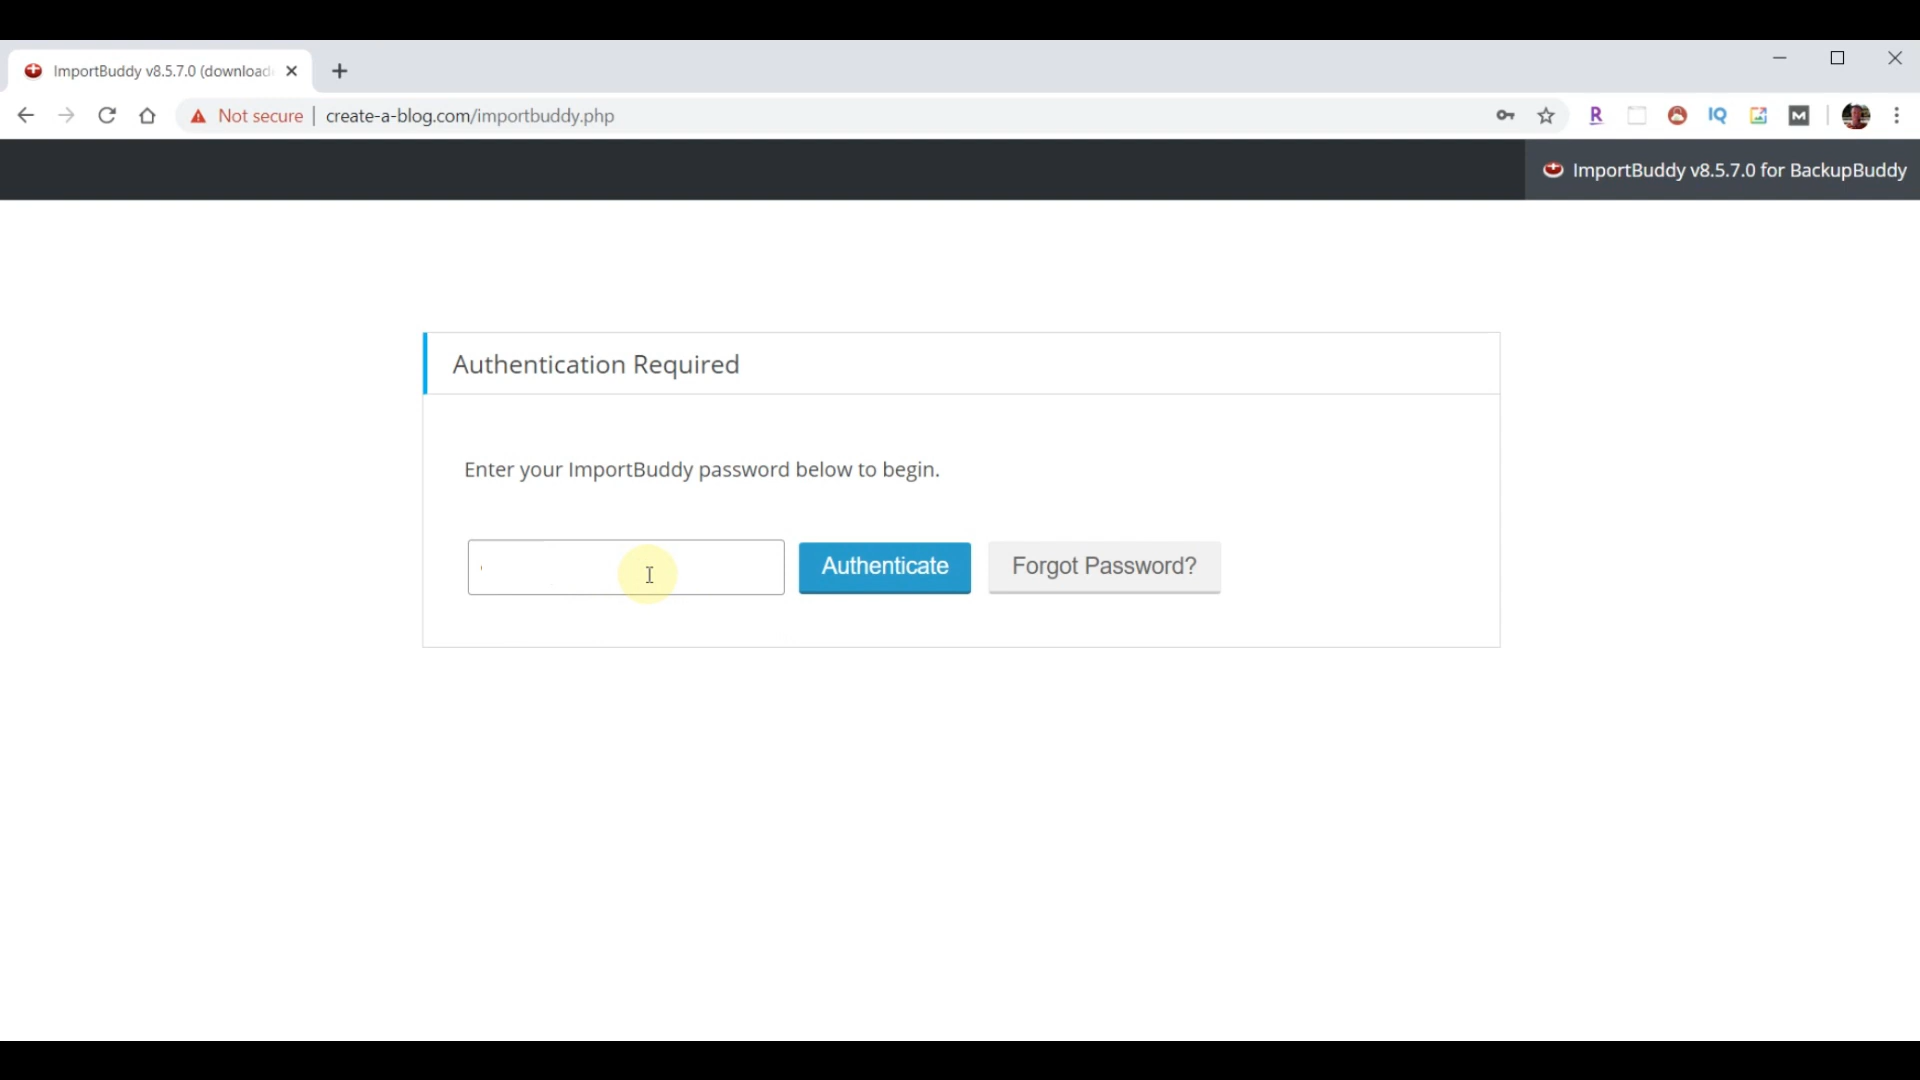 ImportBuddy v8.5.7.0 (download
Not secure | create-a-blog.com/importbuddy.php
R
IQ
M
ImportBuddy v8.5.7.0 for BackupBuddy
Authentication Required
Enter your ImportBuddy password below to begin.
Authenticate
Forgot Password?